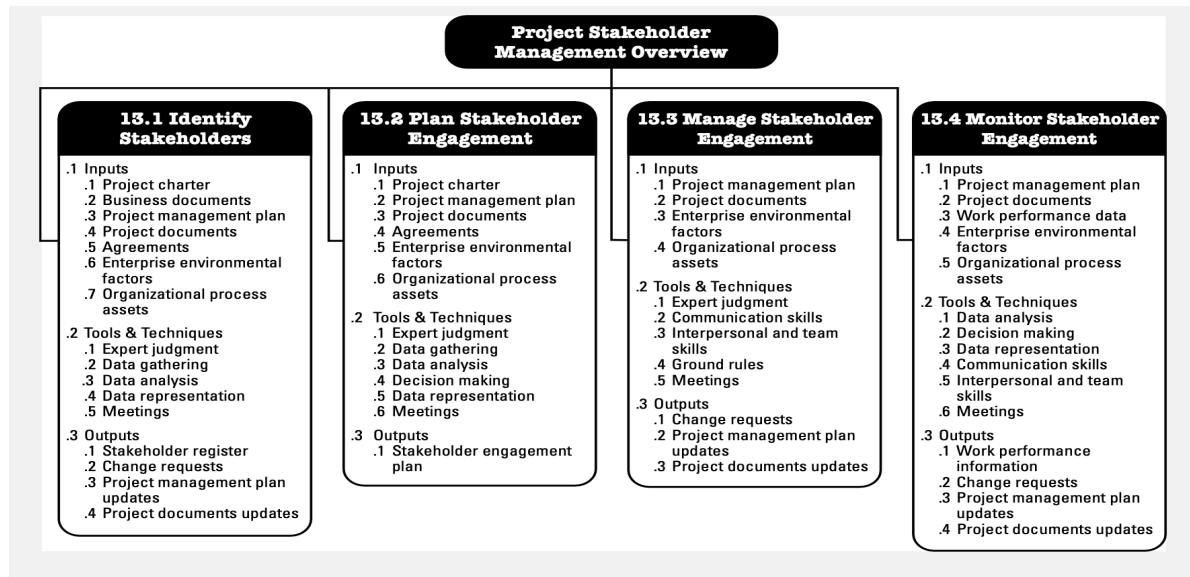 Project Stakeholder
Management Overview
13.1 Identify
Stakeholders
.1 Inputs
.1 Project charter
.2 Business documents
.3 Project management plan
.4 Project documents
.5 Agreements
.6 Enterprise environmental
factors
.7 Organizational process
assets
.2 Tools & Techniques
.1 Expert judgment
.2 Data gathering
.3 Data analysis
.4 Data representation
.5 Meetings
.3 Outputs
.1 Stakeholder register
.2 Change requests
.3 Project management plan
updates
.4 Project documents updates
13.2 Plan Stakeholder
Engagement
.1 Inputs
.1 Project charter
.2 Project management plan
.3 Project documents
.4 Agreements
.5 Enterprise environmental
factors
.6 Organizational process
assets
.2 Tools & Techniques
.1 Expert judgment
.2 Data gathering
.3 Data analysis
.4 Decision making
.5 Data representation
.6 Meetings
.3 Outputs
.1 Stakeholder engagement
plan
13.3 Manage Stakeholder
Engagement
.1 Inputs
.1 Project management plan
.2 Project documents
.3 Enterprise environmental
factors
.4 Organizational process
assets
.2 Tools & Techniques
.1 Expert judgment
.2 Communication skills
.3 Interpersonal and team
skills
.4 Ground rules
.5 Meetings
.3 Outputs
.1 Change requests
.2 Project management plan
updates
.3 Project documents updates
13.4 Monitor Stakeholder
Engagement
.1 Inputs
.1 Project management plan
.2 Project documents
.3 Work performance data
.4 Enterprise environmental
factors
.5 Organizational process
assets
.2 Tools & Techniques
.1 Data analysis
.2 Decision making
.3 Data representation
.4 Communication skills
.5 Interpersonal and team
skills
.6 Meetings
.3 Outputs
.1 Work performance
information
.2 Change requests
.3 Project management plan
updates
.4 Project documents updates